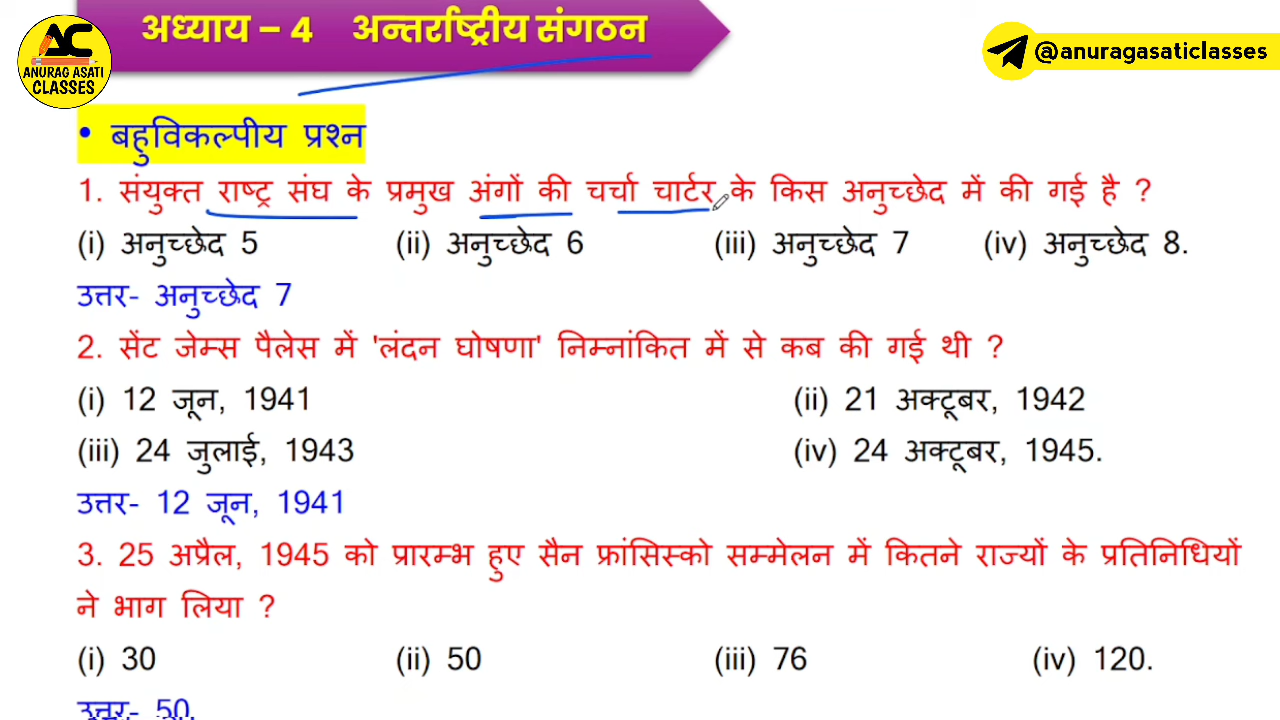 अध्याय – 4 अन्तर्राष्ट्रीय संगठन
AC
ANURAG ASATI
CLASSES
@anuragasaticlasses
• बहुविकल्पीय प्रश्न
1. संयुक्त राष्ट्र संघ के प्रमुख अंगों की चर्चा चार्टर के किस अनुच्छेद में की गई है ?
(i) अनुच्छेद 5 (ii) अनुच्छेद 6 (iii) अनुच्छेद 7 (iv) अनुच्छेद 8.
उत्तर- अनुच्छेद 7
2. सेंट जेम्स पैलेस में 'लंदन घोषणा' निम्नांकित में से कब की गई थी ?
(i) 12 जून, 1941 (ii) 21 अक्टूबर, 1942
(iii) 24 जुलाई, 1943 (iv) 24 अक्टूबर, 1945.
उत्तर- 12 जून, 1941
3. 25 अप्रैल, 1945 को प्रारम्भ हुए सैन फ्रांसिस्को सम्मेलन में कितने राज्यों के प्रतिनिधियों
ने भाग लिया ?
(i) 30 (ii) 50 (iii) 76 (iv) 120.
उत्तर- 50